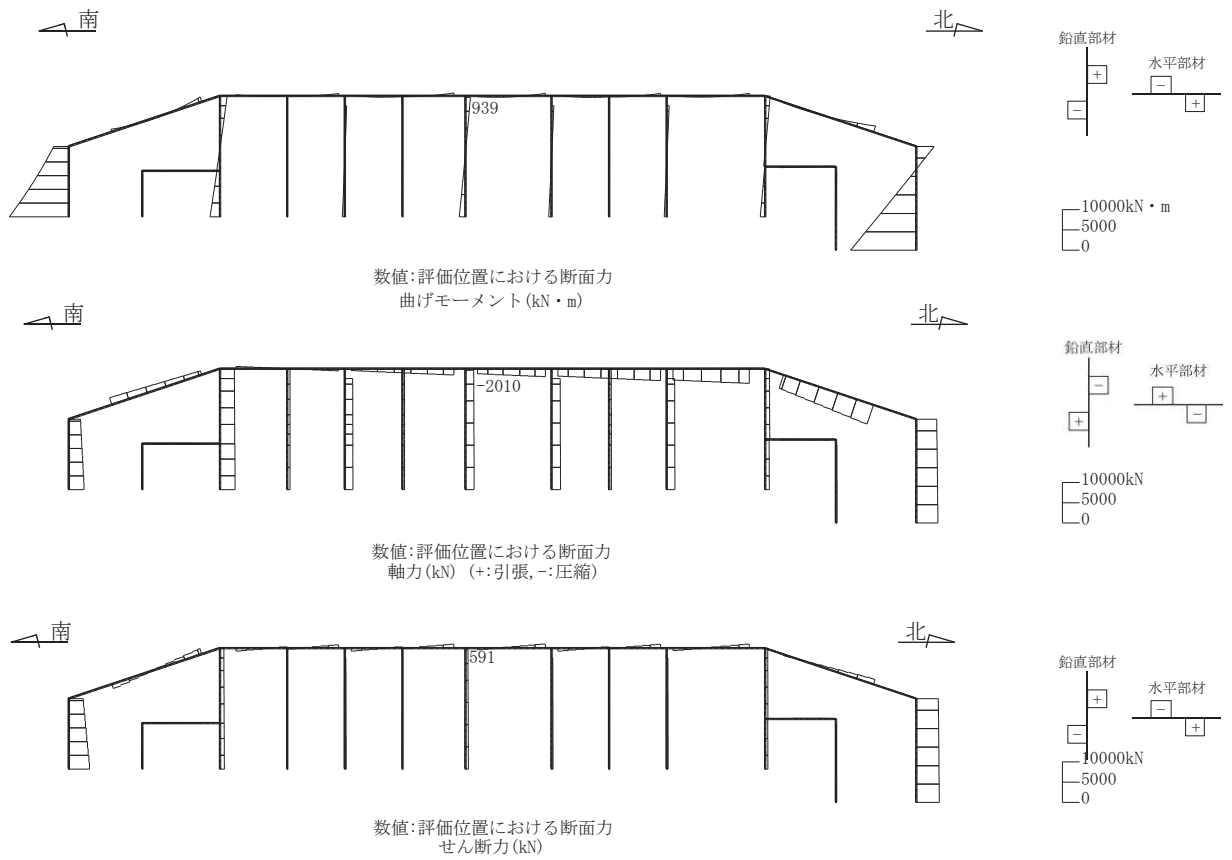 南
北
鉛直部材
+
−
水平部材
−
+
939
10000kN・m
5000
0
数値:評価位置における断面力
曲げモーメント(kN・m)
南
北
鉛直部材
−
+
水平部材
+
−
−2010
10000kN
5000
0
数値:評価位置における断面力
軸力(kN) (+:引張,−:圧縮)
南
北
鉛直部材
+
−
水平部材
−
+
591
10000kN
5000
0
数値:評価位置における断面力
せん断力(kN)